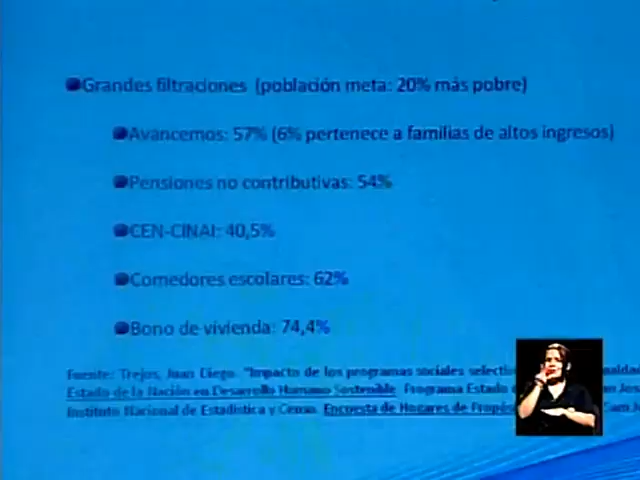 Grandes filtraciones (población meta: 20% más pobre)
Avancemos: 57% (6% pertenece a familias de altos ingresos)
Pensiones no contributivas: 54%
CEN-CINAI: 40,5%
Comedores escolares: 62%
Bono de vivienda: 74,4%
Fuente: Trejos, Juan Diego. "Impacto de los programas sociales selecti
Estado de la Nación en Desarrollo Humano Sostenible. Programa Estado
Instituto Nacional de Estadística y Censo. Encuesta de Hogares de Propós